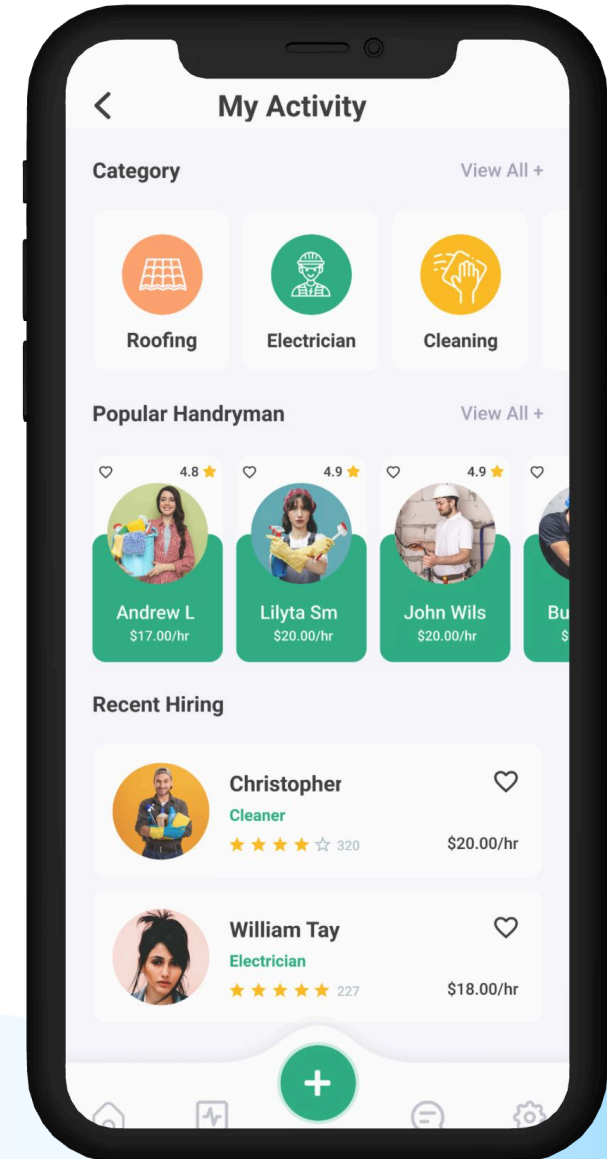 My Activity
Category View All +
Roofing Electrician Cleaning
Popular Handryman View All +
4.8 4.9 4.9
Andrew L Lilyta Sm John Wils Bu
$17.00/hr $20.00/hr $20.00/hr $
Recent Hiring
Christopher
Cleaner
320 $20.00/hr
William Tay
Electrician
227 $18.00/hr